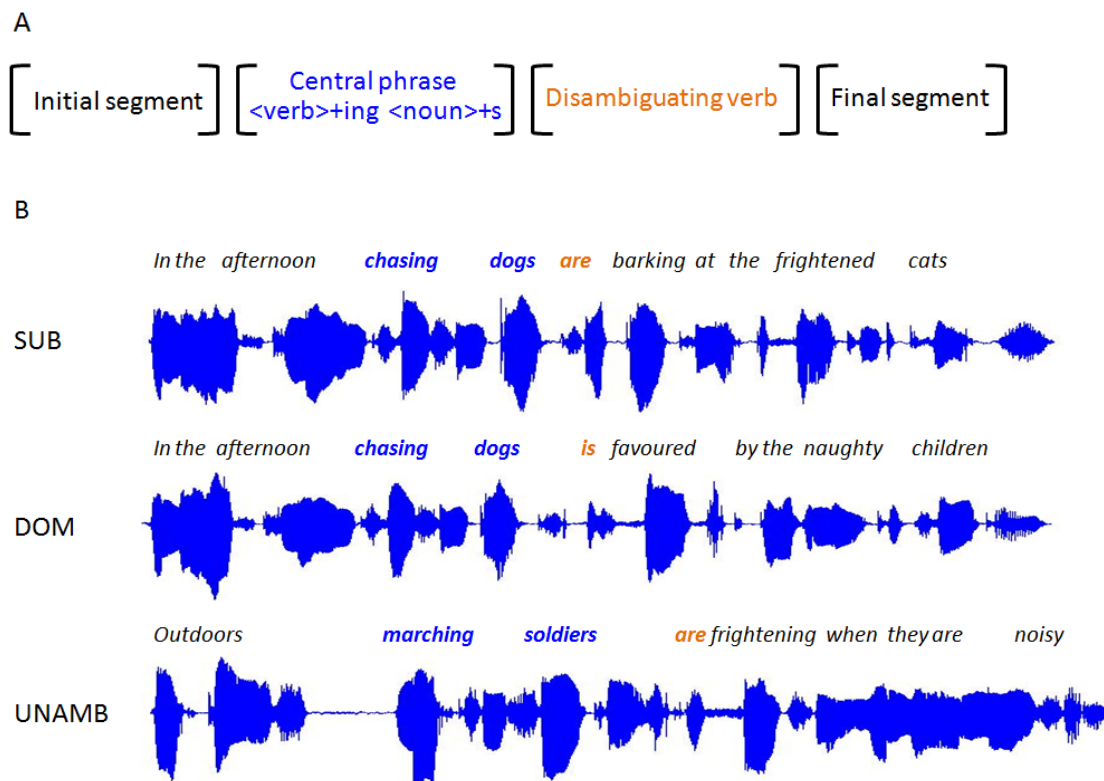 A
Initial segment
Central phrase
<verb>+ing <noun>+s
Disambiguating verb
Final segment
B
In the afternoon chasing dogs are barking at the frightened cats
SUB
In the afternoon chasing dogs is favoured by the naughty children
DOM
Outdoors marching soldiers are frightening when they are noisy
UNAMB